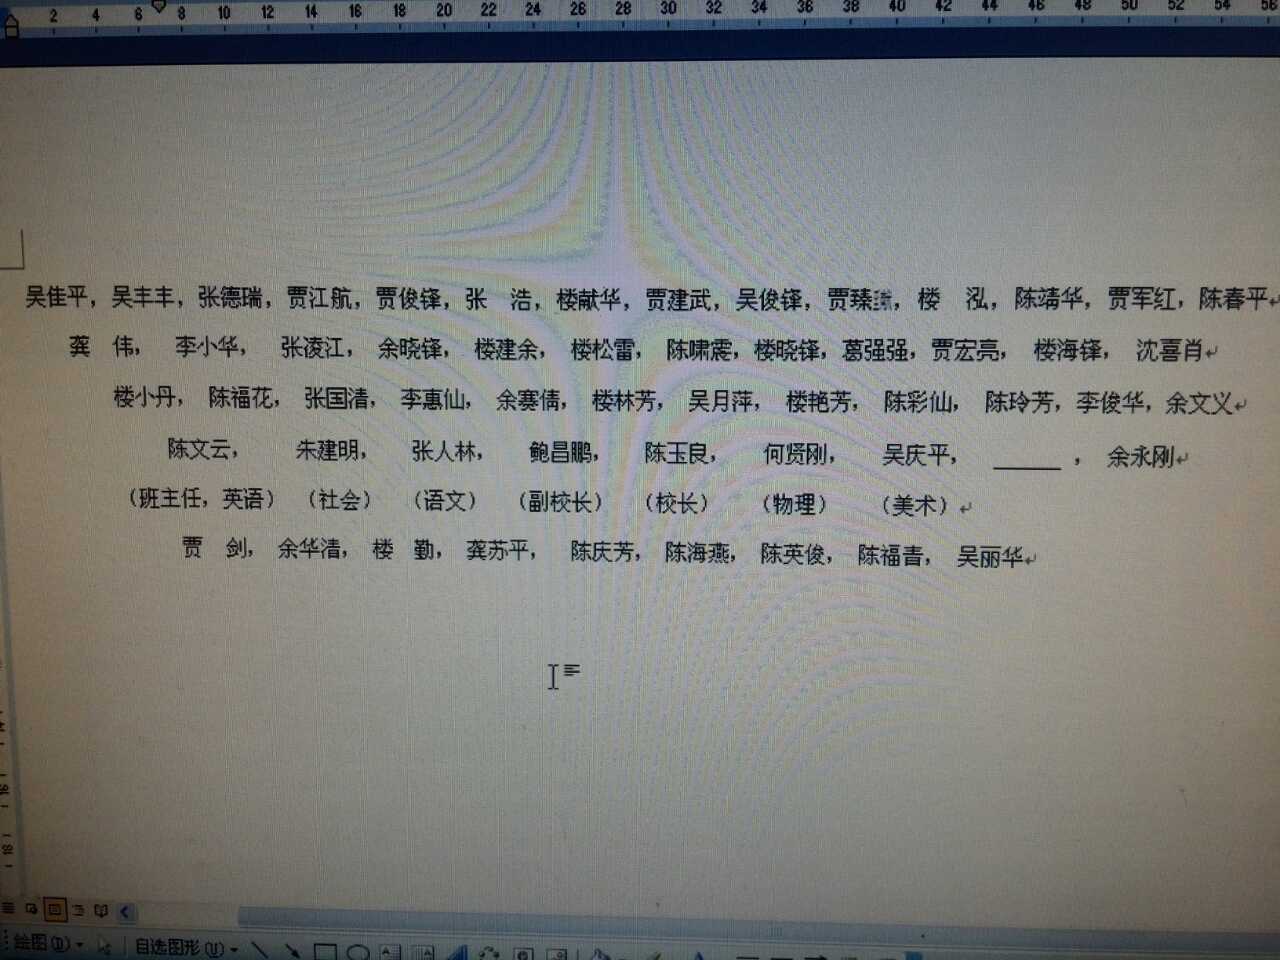 2 4 6 8 10 12 14 16 18 20 22 24 26 28 30 32 34 36 38 40 42 44 46 48 50 52 54 56
吴佳平，吴丰丰，张德瑞，贾江航，贾俊锋，张 浩，楼献华，贾建武，吴俊锋，贾臻，楼 泓，陈靖华，贾军红，陈春平
龚 伟， 李小华， 张凌江， 余晓锋， 楼建余， 楼松雷， 陈啸震，楼晓锋，葛强强，贾宏亮， 楼海锋， 沈喜肖
楼小丹， 陈福花， 张国清， 李惠仙， 余赛倩， 楼林芳， 吴月萍， 楼艳芳， 陈彩仙， 陈玲芳，李俊华，余文义
陈文云， 朱建明， 张人林， 鲍昌鹏， 陈玉良， 何贤刚， 吴庆平， ______ ， 余永刚
（班主任，英语） （社会） （语文） （副校长） （校长） （物理） （美术）
贾 剑， 余华清， 楼 勤， 龚苏平， 陈庆芳， 陈海燕， 陈英俊， 陈福青， 吴丽华
绘图(D) 自选图形(U)